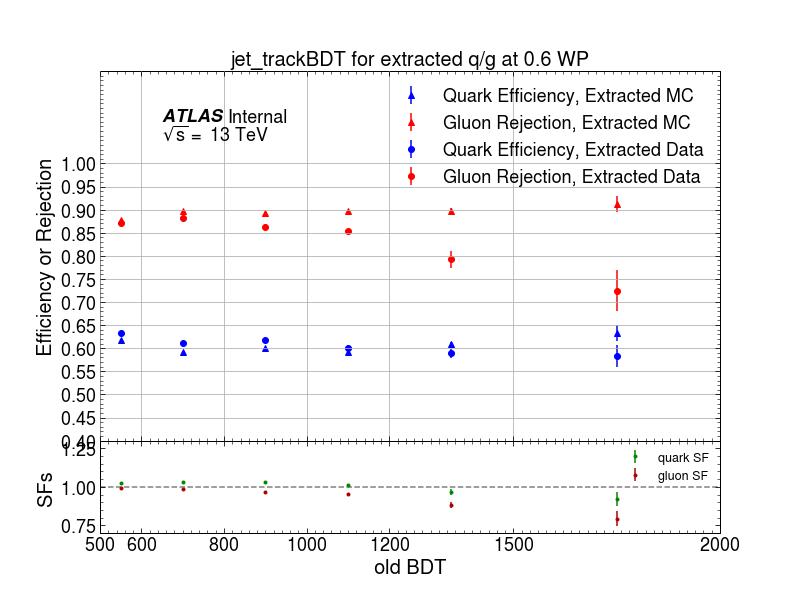 jet_trackBDT for extracted q/g at 0.6 WP
ATLAS Internal
√s = 13 TeV
Quark Efficiency, Extracted MC
Gluon Rejection, Extracted MC
Quark Efficiency, Extracted Data
Gluon Rejection, Extracted Data
Efficiency or Rejection
1.00
0.95
0.90
0.85
0.80
0.75
0.70
0.65
0.60
0.55
0.50
0.45
0.40
SFs
1.25
1.00
0.75
quark SF
gluon SF
500 600 800 1000 1200 1500 2000
old BDT